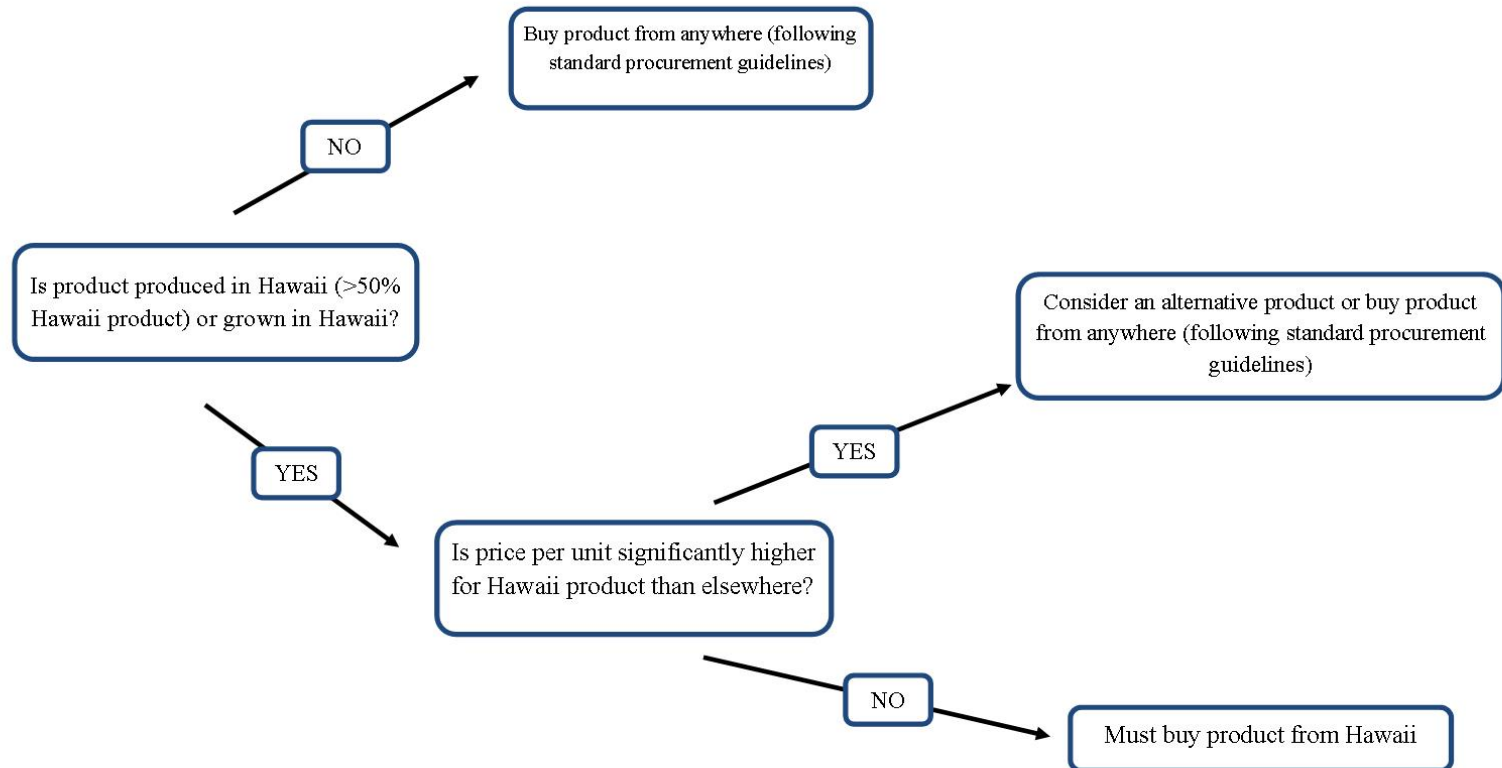 Buy product from anywhere (following
standard procurement guidelines)
NO
Is product produced in Hawaii (>50%
Hawaii product) or grown in Hawaii?
Consider an alternative product or buy product
from anywhere (following standard procurement
guidelines)
YES
YES
Is price per unit significantly higher
for Hawaii product than elsewhere?
NO
Must buy product from Hawaii